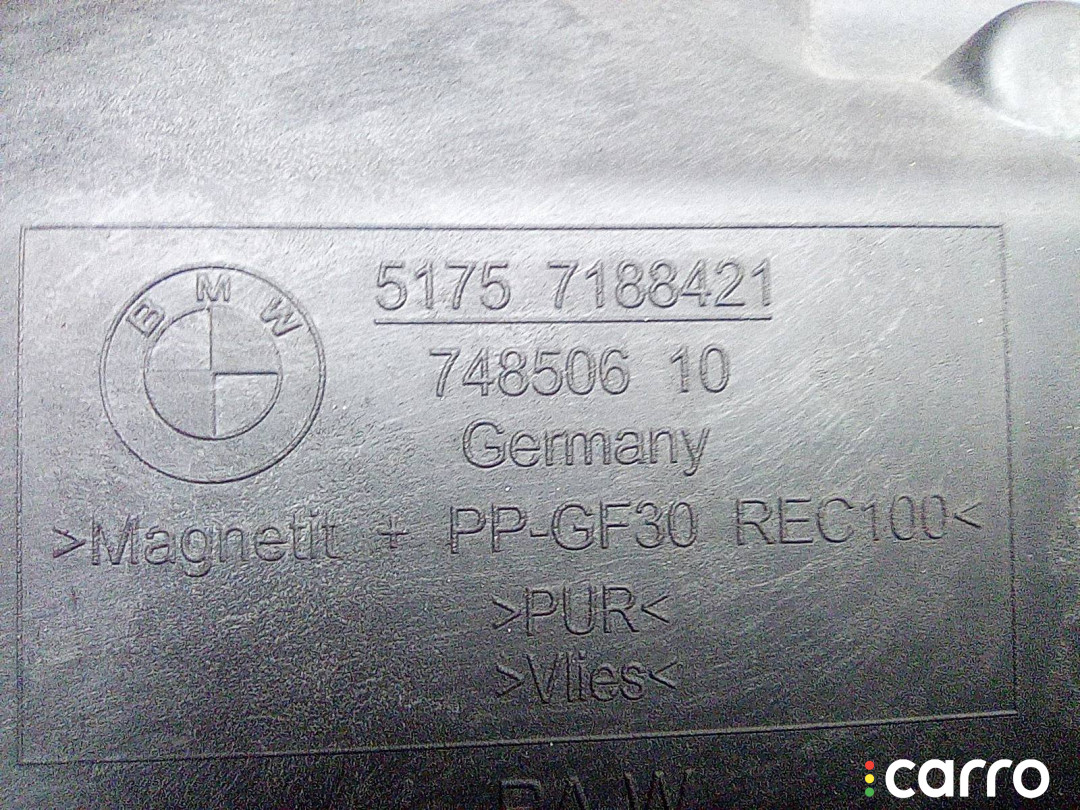 BMW
5175 7188421
748506 10
Germany
>Magnetit + PP-GF30 REC100<
>PUR<
>Vlies<
carro